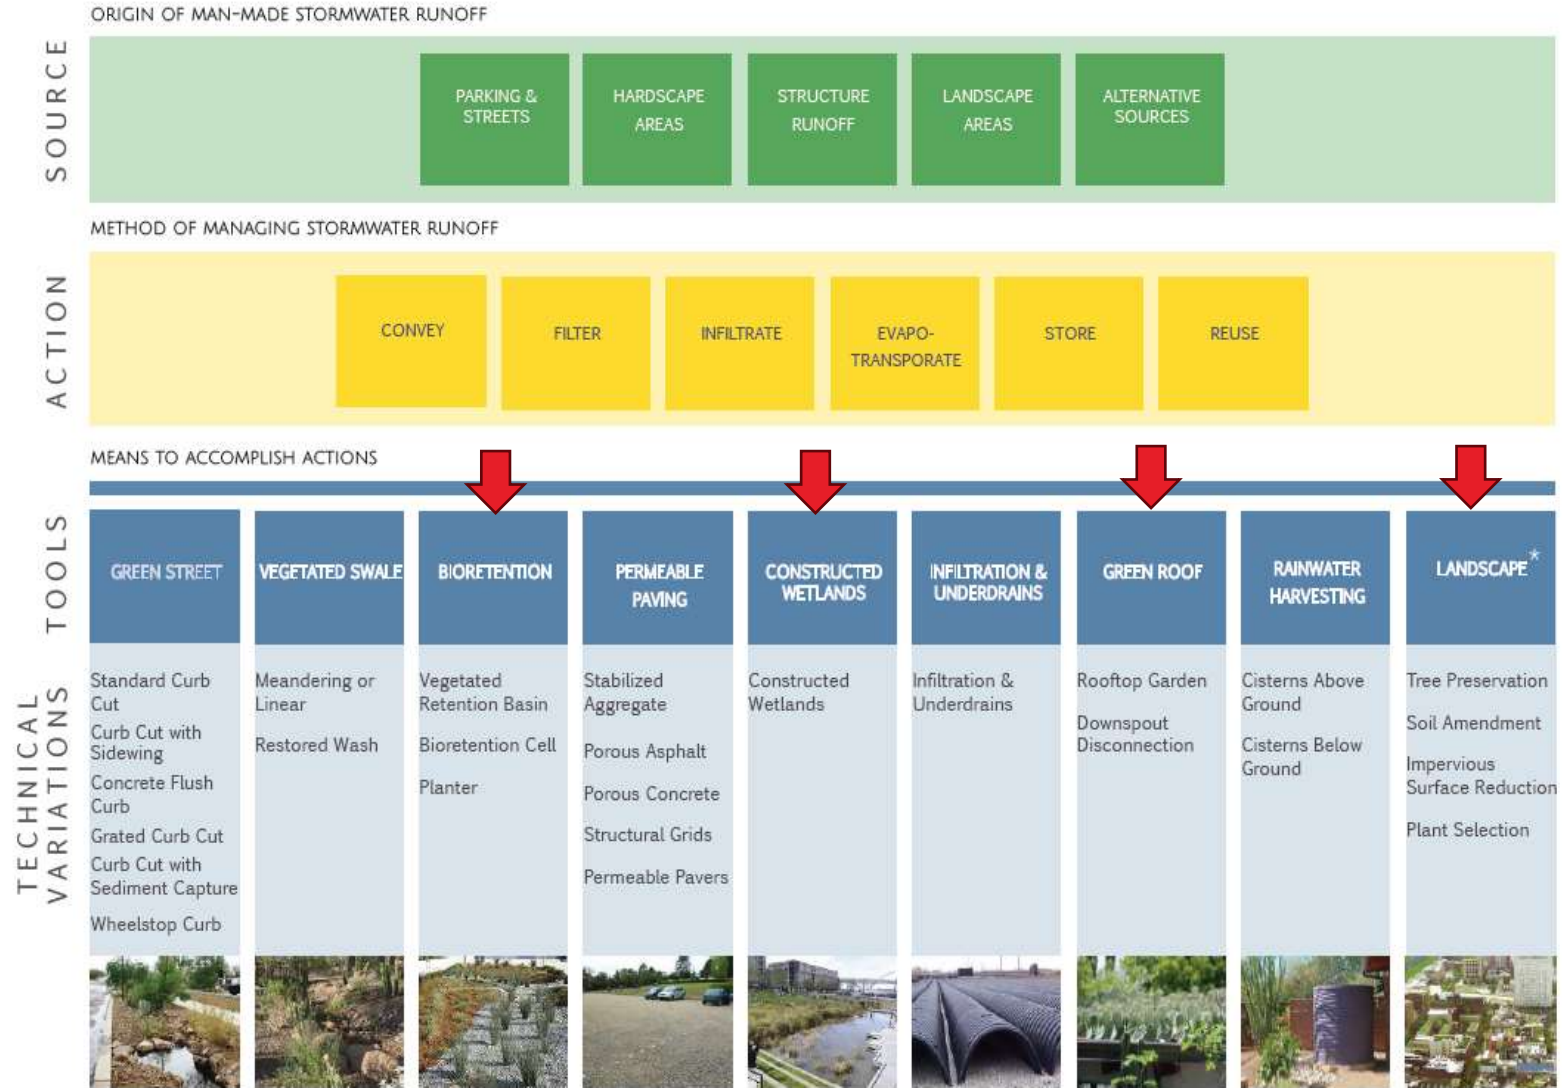 ORIGIN OF MAN-MADE STORMWATER RUNOFF
SOURCE
PARKING &
STREETS
HARDSCAPE
AREAS
STRUCTURE
RUNOFF
LANDSCAPE
AREAS
ALTERNATIVE
SOURCES
METHOD OF MANAGING STORMWATER RUNOFF
ACTION
CONVEY
FILTER
INFILTRATE
EVAPO-
TRANSPORATE
STORE
REUSE
MEANS TO ACCOMPLISH ACTIONS
TOOLS
GREEN STREET
VEGETATED SWALE
BIORETENTION
PERMEABLE
PAVING
CONSTRUCTED
WETLANDS
INFILTRATION &
UNDERDRAINS
GREEN ROOF
RAINWATER
HARVESTING
LANDSCAPE*
TECHNICAL
VARIATIONS
Standard Curb
Cut
Curb Cut with
Sidewing
Concrete Flush
Curb
Grated Curb Cut
Curb Cut with
Sediment Capture
Wheelstop Curb
Meandering or
Linear
Restored Wash
Vegetated
Retention Basin
Bioretention Cell
Planter
Stabilized
Aggregate
Porous Asphalt
Porous Concrete
Structural Grids
Permeable Pavers
Constructed
Wetlands
Infiltration &
Underdrains
Rooftop Garden
Downspout
Disconnection
Cisterns Above
Ground
Cisterns Below
Ground
Tree Preservation
Soil Amendment
Impervious
Surface Reduction
Plant Selection